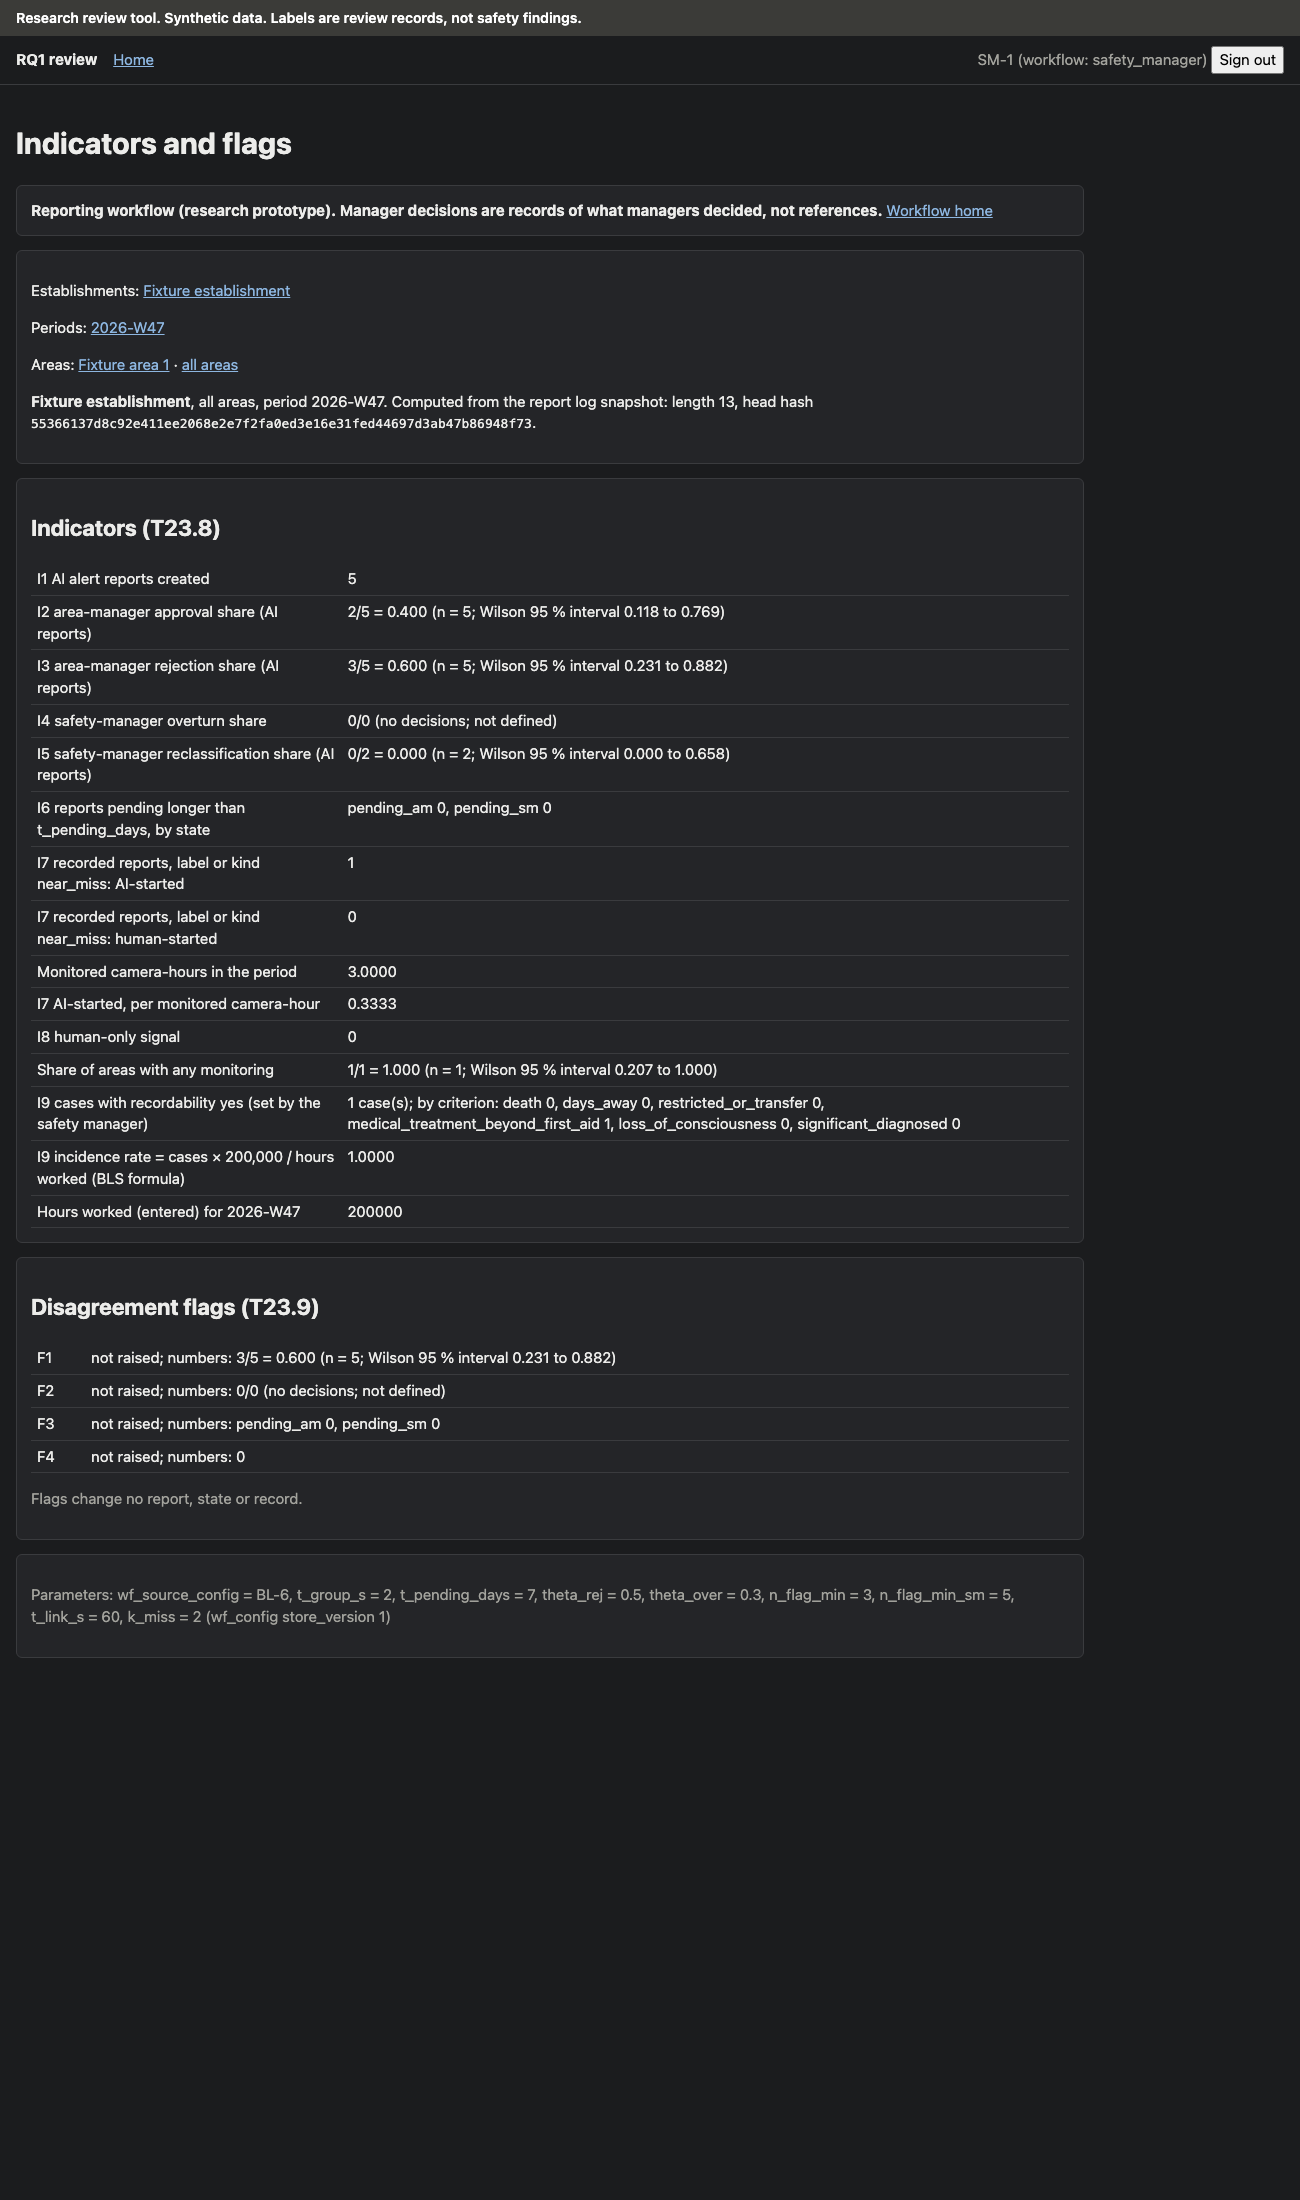 Research review tool. Synthetic data. Labels are review records, not safety findings.
RQ1 review Home SM-1 (workflow: safety_manager) Sign out
Indicators and flags
Reporting workflow (research prototype). Manager decisions are records of what managers decided, not references. Workflow home
Establishments: Fixture establishment
Periods: 2026-W47
Areas: Fixture area 1 · all areas
Fixture establishment, all areas, period 2026-W47. Computed from the report log snapshot: length 13, head hash
55366137d8c92e411ee2068e2e7f2fa0ed3e16e31fed44697d3ab47b86948f73.
Indicators (T23.8)
I1 AI alert reports created 5
I2 area-manager approval share (AI 2/5 = 0.400 (n = 5; Wilson 95 % interval 0.118 to 0.769)
reports)
I3 area-manager rejection share (AI 3/5 = 0.600 (n = 5; Wilson 95 % interval 0.231 to 0.882)
reports)
I4 safety-manager overturn share 0/0 (no decisions; not defined)
I5 safety-manager reclassification share (AI 0/2 = 0.000 (n = 2; Wilson 95 % interval 0.000 to 0.658)
reports)
I6 reports pending longer than pending_am 0, pending_sm 0
t_pending_days, by state
I7 recorded reports, label or kind 1
near_miss: AI-started
I7 recorded reports, label or kind 0
near_miss: human-started
Monitored camera-hours in the period 3.0000
I7 AI-started, per monitored camera-hour 0.3333
I8 human-only signal 0
Share of areas with any monitoring 1/1 = 1.000 (n = 1; Wilson 95 % interval 0.207 to 1.000)
I9 cases with recordability yes (set by the 1 case(s); by criterion: death 0, days_away 0, restricted_or_transfer 0,
safety manager) medical_treatment_beyond_first_aid 1, loss_of_consciousness 0, significant_diagnosed 0
I9 incidence rate = cases × 200,000 / hours 1.0000
worked (BLS formula)
Hours worked (entered) for 2026-W47 200000
Disagreement flags (T23.9)
F1 not raised; numbers: 3/5 = 0.600 (n = 5; Wilson 95 % interval 0.231 to 0.882)
F2 not raised; numbers: 0/0 (no decisions; not defined)
F3 not raised; numbers: pending_am 0, pending_sm 0
F4 not raised; numbers: 0
Flags change no report, state or record.
Parameters: wf_source_config = BL-6, t_group_s = 2, t_pending_days = 7, theta_rej = 0.5, theta_over = 0.3, n_flag_min = 3, n_flag_min_sm = 5,
t_link_s = 60, k_miss = 2 (wf_config store_version 1)